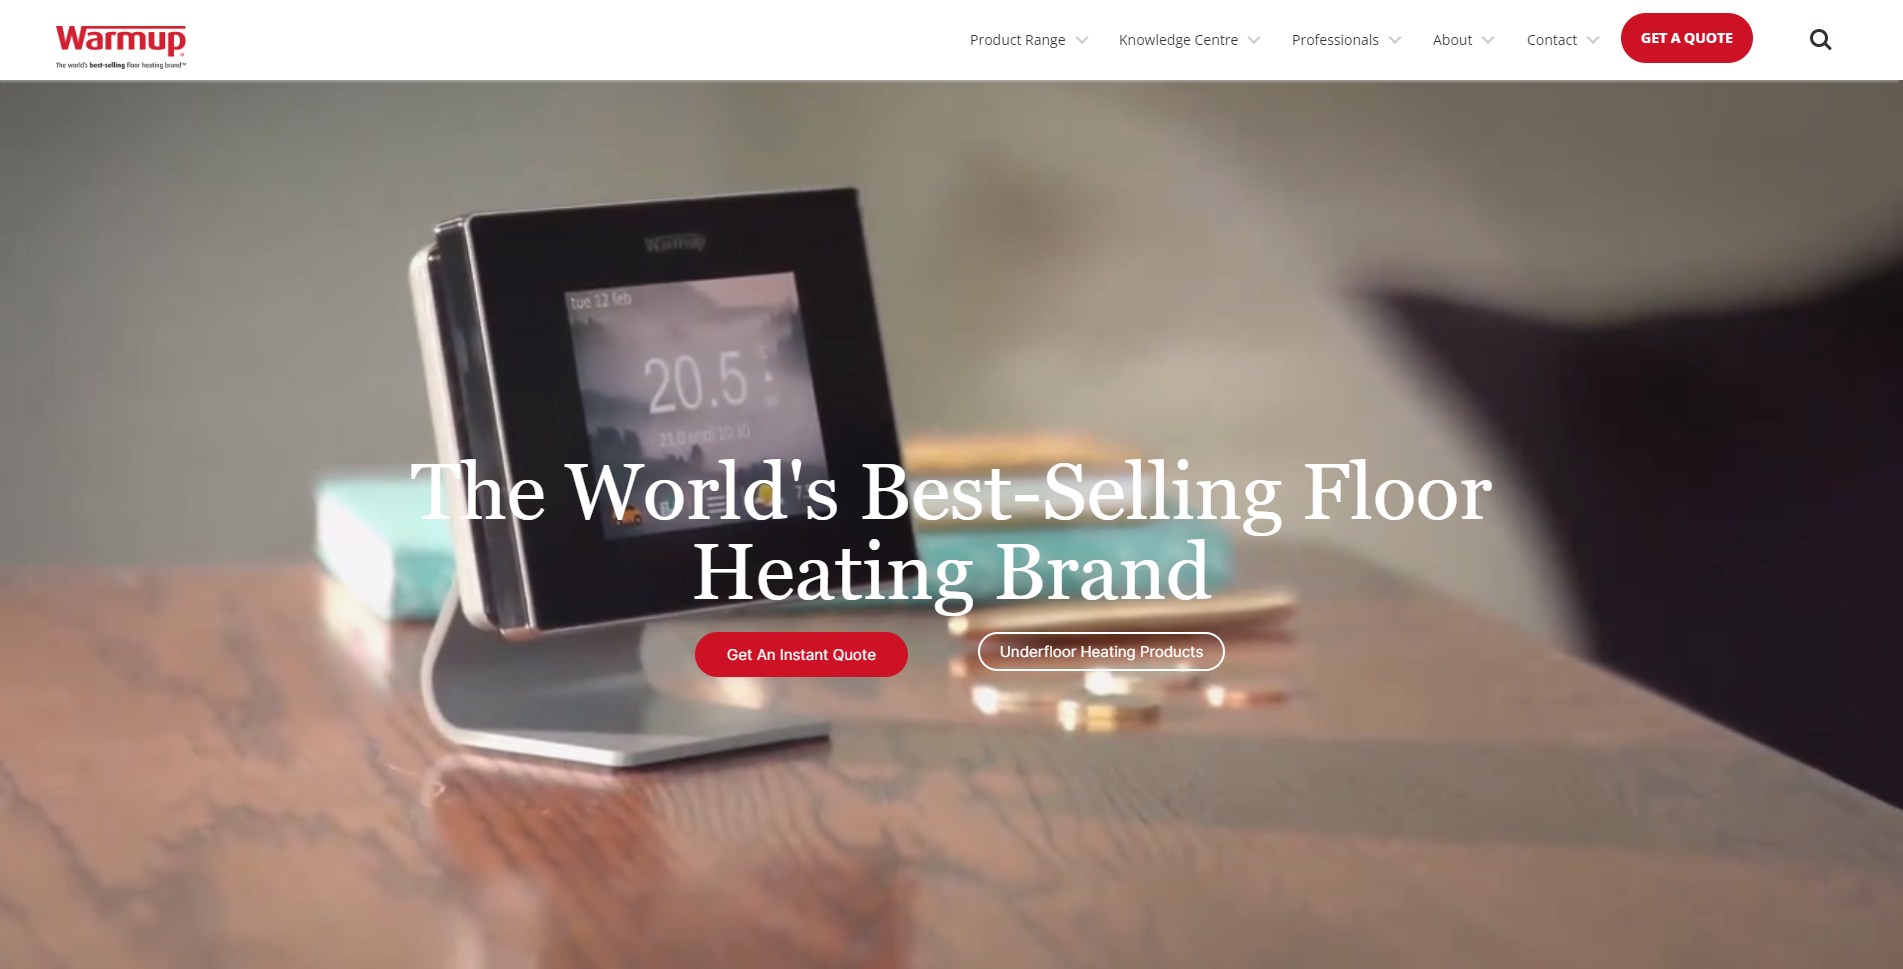 Warmup
The world's best-selling floor heating brand™
Product Range
Knowledge Centre
Professionals
About
Contact
GET A QUOTE
Warmup
tue 12 feb
20.5
21.0 until 10:30
The World's Best-Selling Floor
Heating Brand
Get An Instant Quote
Underfloor Heating Products